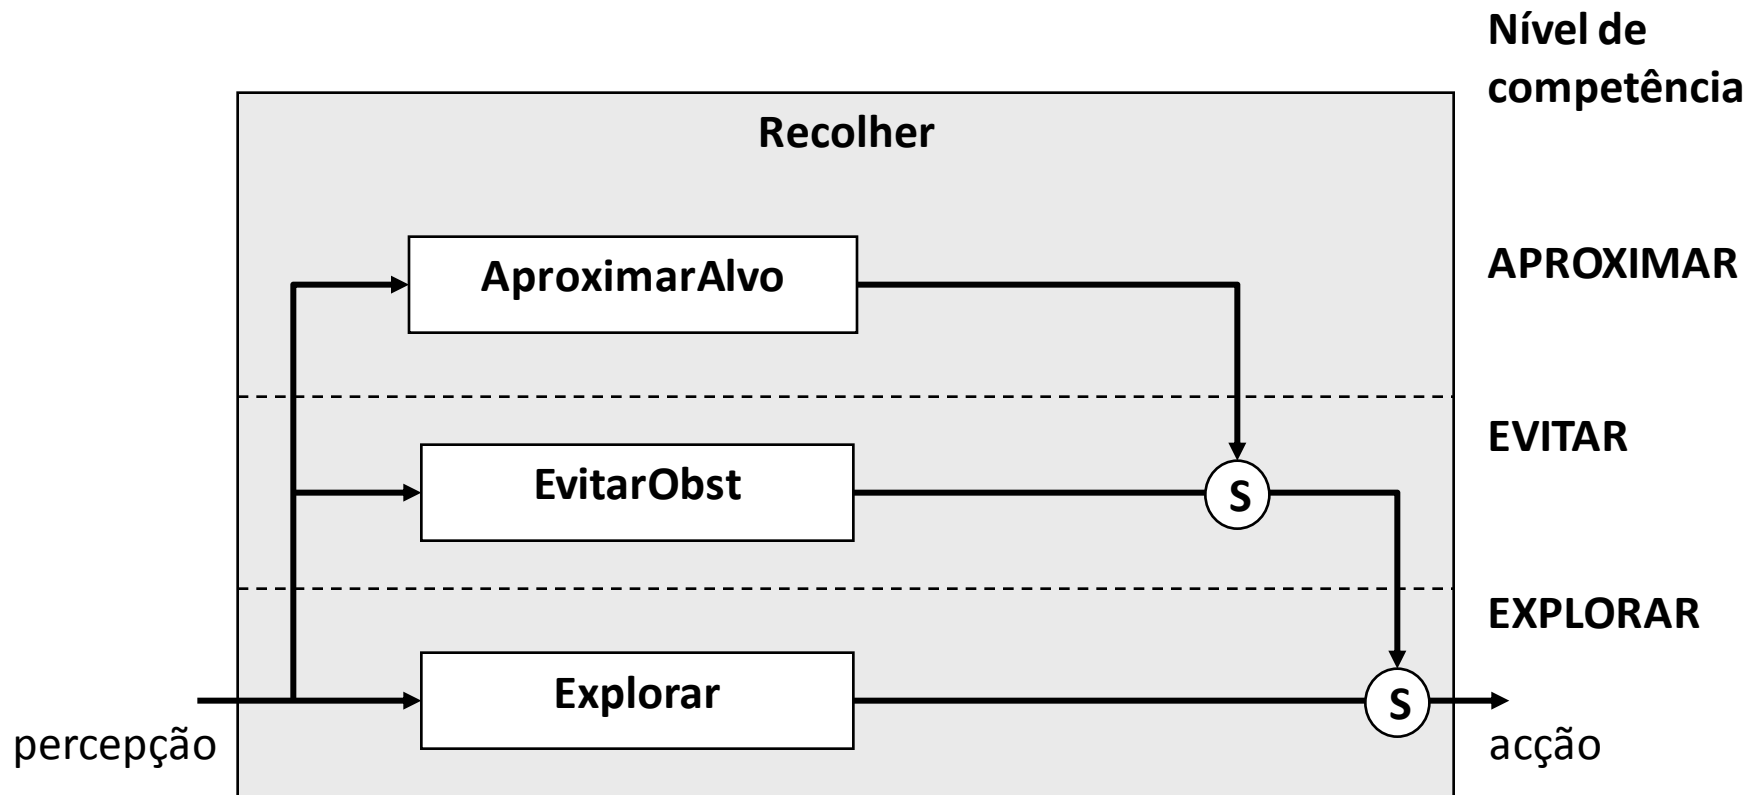 Nível de
competência
Recolher
AproximarAlvo
APROXIMAR
EvitarObst
S
EVITAR
Explorar
S
EXPLORAR
percepção
acção